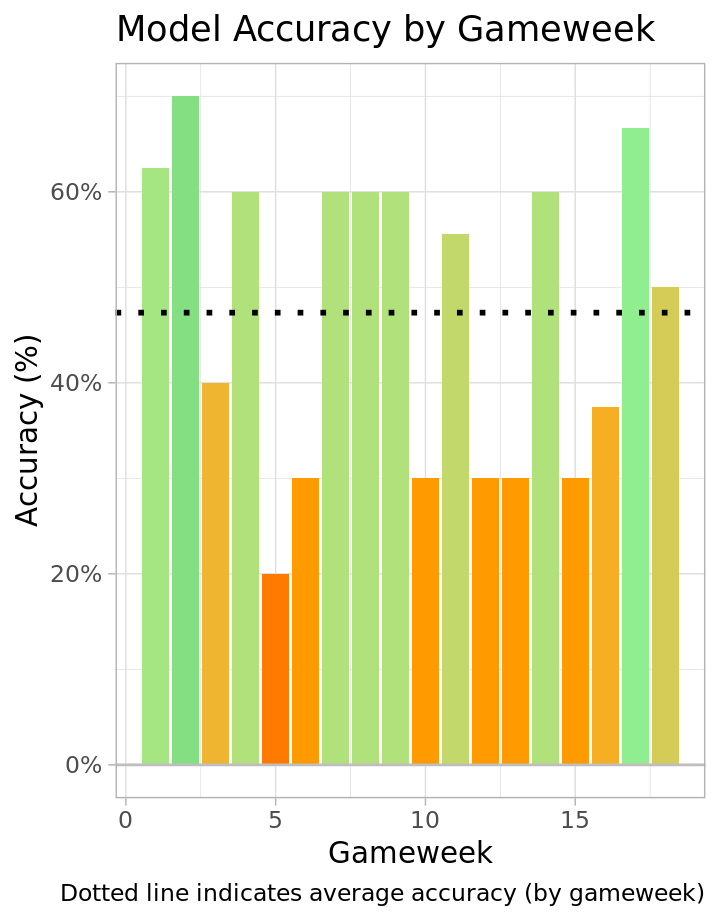 Model Accuracy by Gameweek
Accuracy (%)
60%
40%
20%
0%
0 5 10 15
Gameweek
Dotted line indicates average accuracy (by gameweek)